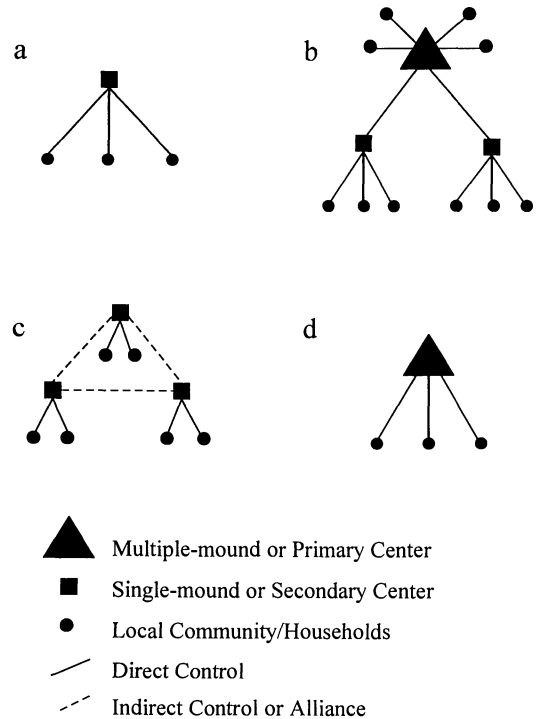 a
b
c
d
Multiple-mound or Primary Center
Single-mound or Secondary Center
Local Community/Households
Direct Control
Indirect Control or Alliance